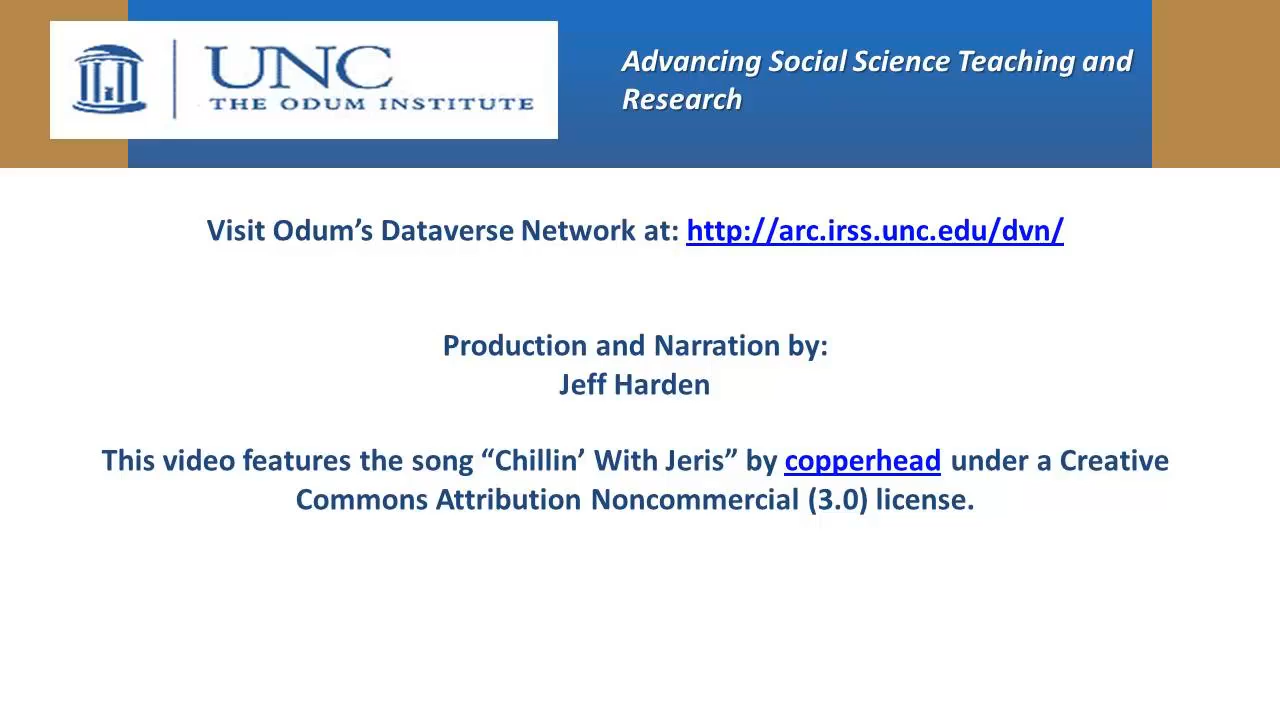 UNC
THE ODUM INSTITUTE
Advancing Social Science Teaching and
Research
Visit Odum’s Dataverse Network at: http://arc.irss.unc.edu/dvn/
Production and Narration by:
Jeff Harden
This video features the song “Chillin’ With Jeris” by copperhead under a Creative
Commons Attribution Noncommercial (3.0) license.